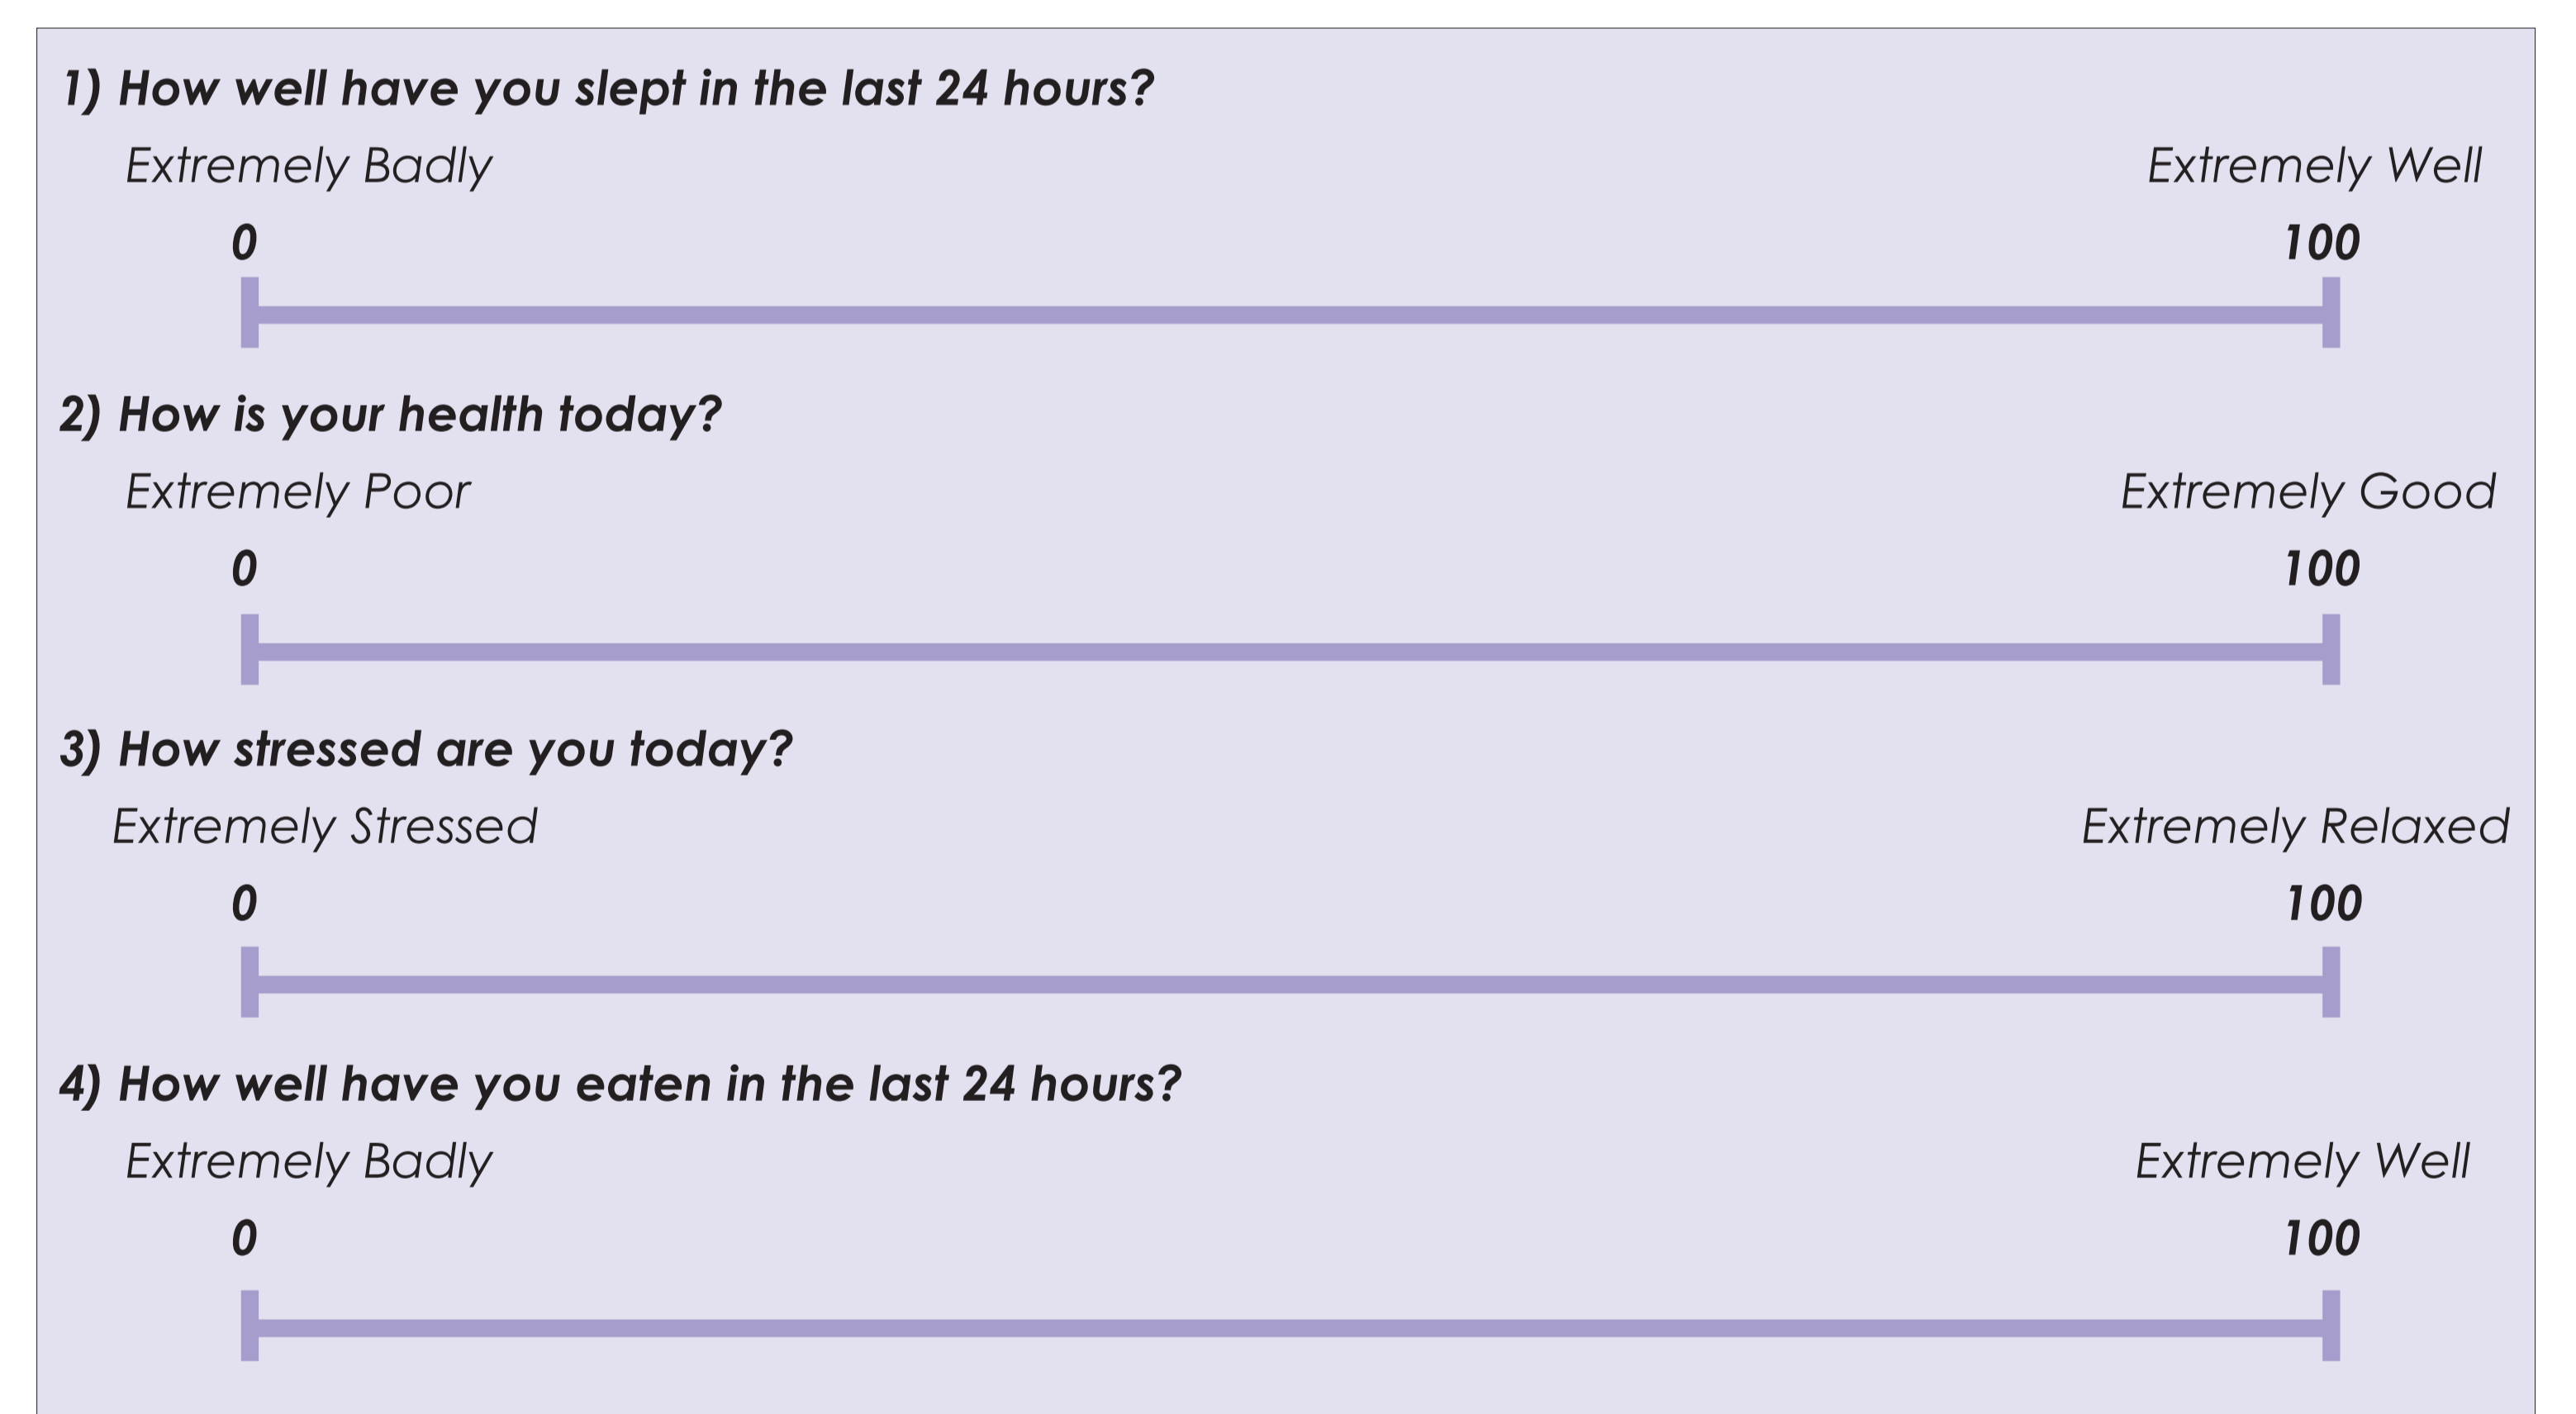 1) How well have you slept in the last 24 hours?
Extremely Badly Extremely Well
0 100
2) How is your health today?
Extremely Poor Extremely Good
0 100
3) How stressed are you today?
Extremely Stressed Extremely Relaxed
0 100
4) How well have you eaten in the last 24 hours?
Extremely Badly Extremely Well
0 100